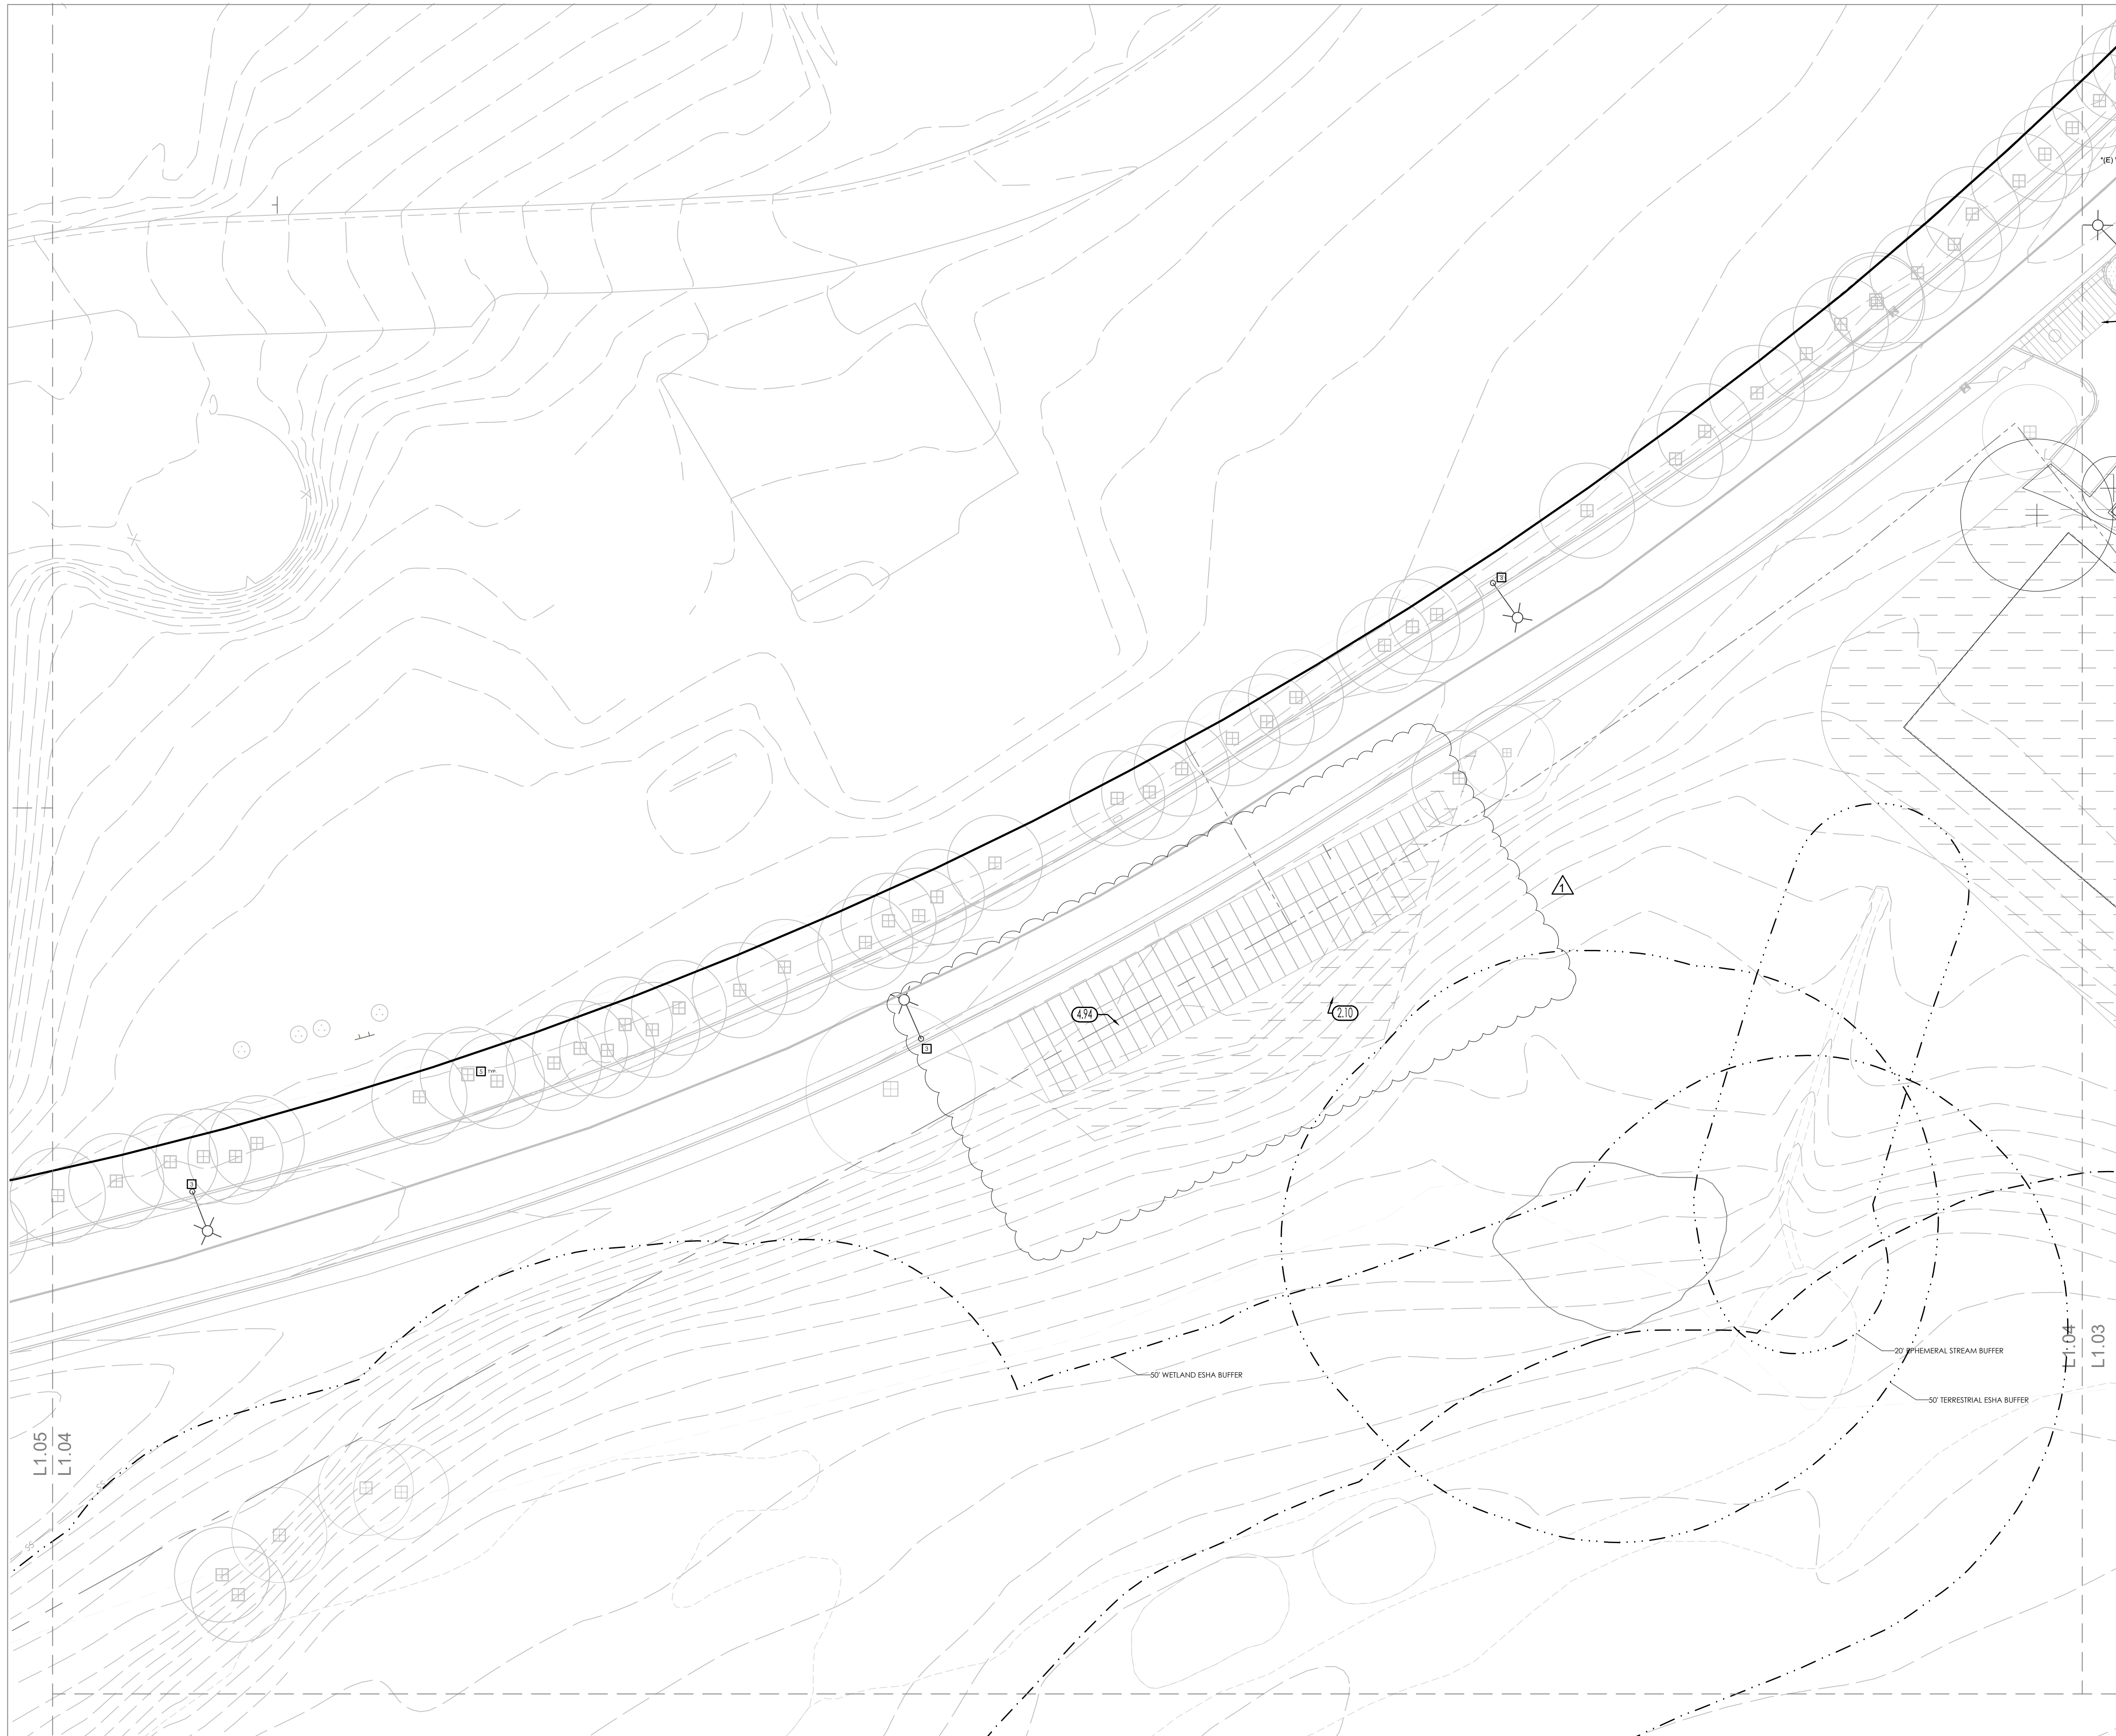 "(E)
3
1
4.94
2.10
3
5 TYP.
3
20' EPHEMERAL STREAM BUFFER
50' WETLAND ESHA BUFFER
50' TERRESTRIAL ESHA BUFFER
L1.04
L1.03
L1.05
L1.04
55